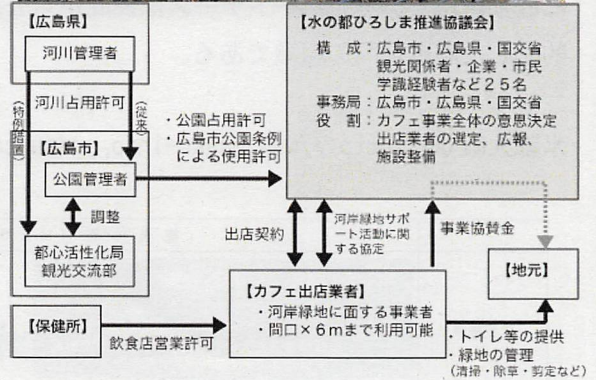 【広島県】
河川管理者
河川占用許可
(特例措置)
(従来)
・公園占用許可
・広島市公園条例
による使用許可
【広島市】
公園管理者
調整
都心活性化局
観光交流部
【水の都ひろしま推進協議会】
構 成：広島市・広島県・国交省
観光関係者・企業・市民
学識経験者など25名
事務局：広島市・広島県・国交省
役 割：カフェ事業全体の意思決定
出店業者の選定、広報、
施設整備
出店契約
河岸緑地サポ
ート活動に関
する協定
事業協賛金
【地元】
【カフェ出店業者】
・河岸緑地に面する事業者
・間口×6mまで利用可能
【保健所】
飲食店営業許可
・トイレ等の提供
・緑地の管理
(清掃・除草・剪定など)